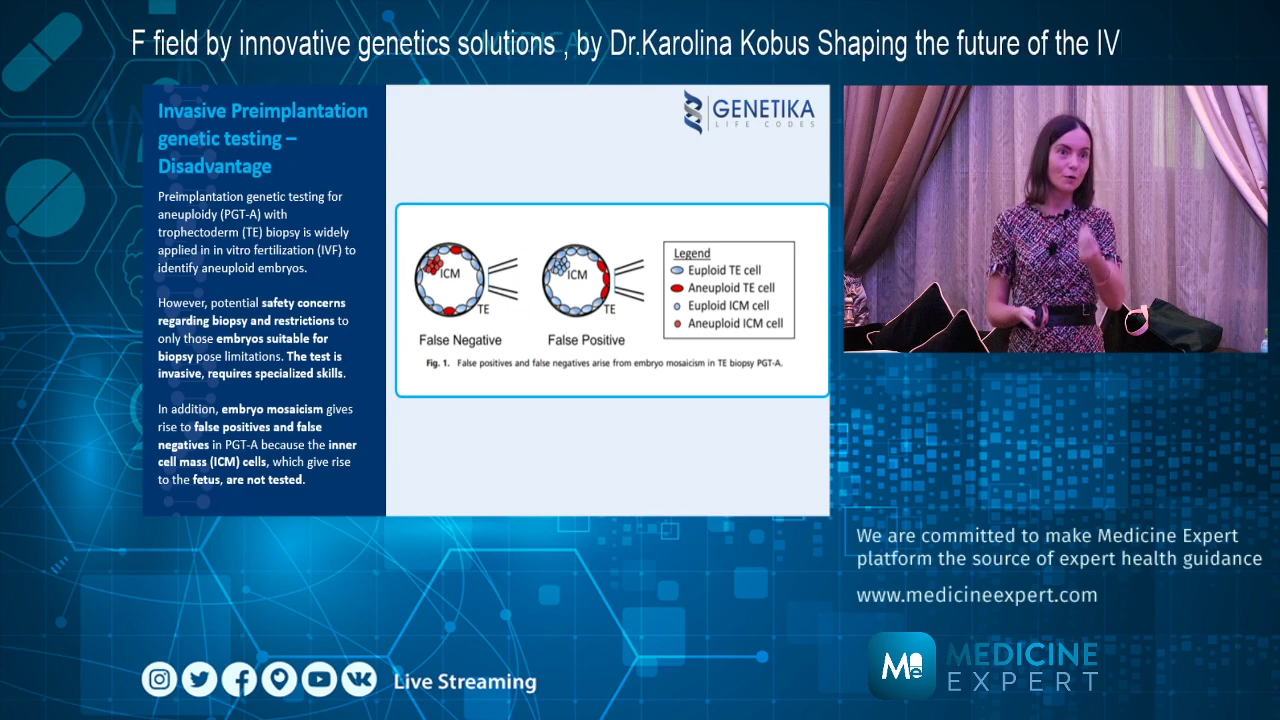 F field by innovative genetics solutions , by Dr.Karolina Kobus Shaping the future of the IV
Invasive Preimplantation
genetic testing –
Disadvantage
Preimplantation genetic testing for
aneuploidy (PGT-A) with
trophectoderm (TE) biopsy is widely
applied in in vitro fertilization (IVF) to
identify aneuploid embryos.
However, potential safety concerns
regarding biopsy and restrictions to
only those embryos suitable for
biopsy pose limitations. The test is
invasive, requires specialized skills.
In addition, embryo mosaicism gives
rise to false positives and false
negatives in PGT-A because the inner
cell mass (ICM) cells, which give rise
to the fetus, are not tested.
GENETIKA
LIFE CODES
ICM
TE
False Negative
ICM
TE
False Positive
Legend
Euploid TE cell
Aneuploid TE cell
Euploid ICM cell
Aneuploid ICM cell
Fig. 1. False positives and false negatives arise from embryo mosaicism in TE biopsy PGT-A.
We are committed to make Medicine Expert
platform the source of expert health guidance
www.medicineexpert.com
Live Streaming
Me
MEDICINE
EXPERT